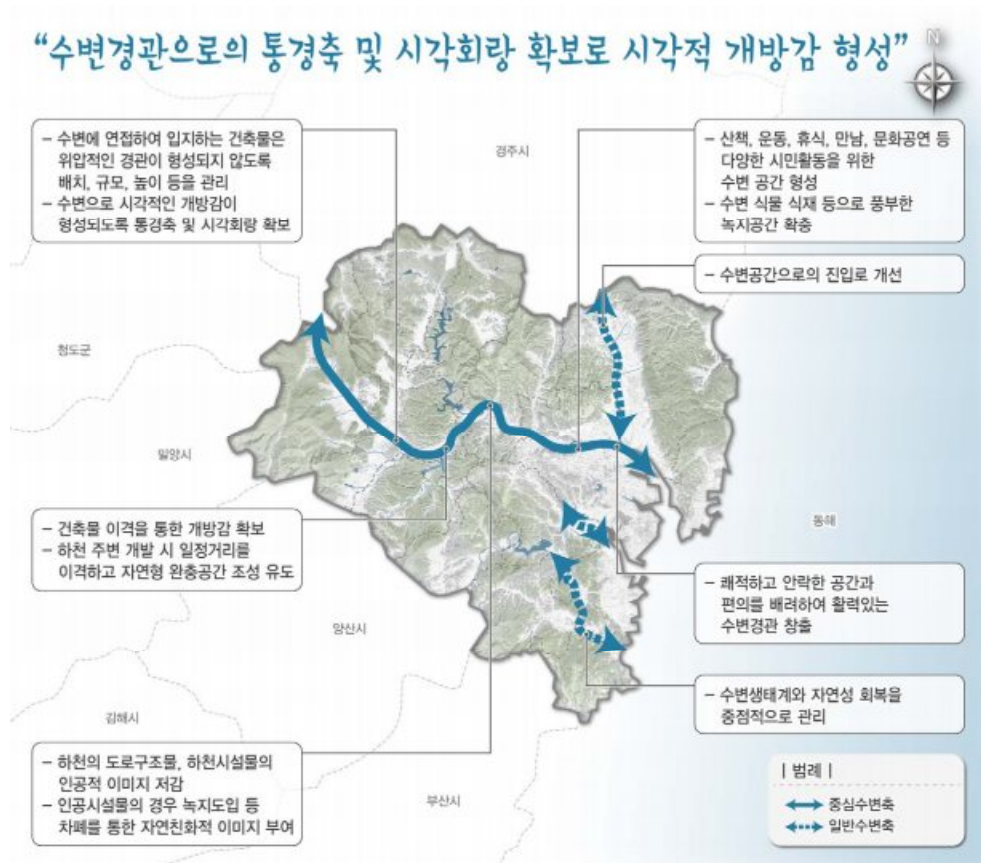 “수변경관으로의 통경축 및 시각회랑 확보로 시각적 개방감 형성”
N
- 수변에 연접하여 입지하는 건축물은
위압적인 경관이 형성되지 않도록
배치, 규모, 높이 등을 관리
- 수변으로 시각적인 개방감이
형성되도록 통경축 및 시각회랑 확보
경주시
- 산책, 운동, 휴식, 만남, 문화공연 등
다양한 시민활동을 위한
수변 공간 형성
- 수변 식물 식재 등으로 풍부한
녹지공간 확충
- 수변공간으로의 진입로 개선
청도군
밀양시
동해
- 건축물 이격을 통한 개방감 확보
- 하천 주변 개발 시 일정거리를
이격하고 자연형 완충공간 조성 유도
- 쾌적하고 안락한 공간과
편의를 배려하여 활력있는
수변경관 창출
양산시
- 수변생태계와 자연성 회복을
중점적으로 관리
김해시
- 하천의 도로구조물, 하천시설물의
인공적 이미지 저감
- 인공시설물의 경우 녹지도입 등
차폐를 통한 자연친화적 이미지 부여
부산시
| 범례 |
중심수변축
일반수변축